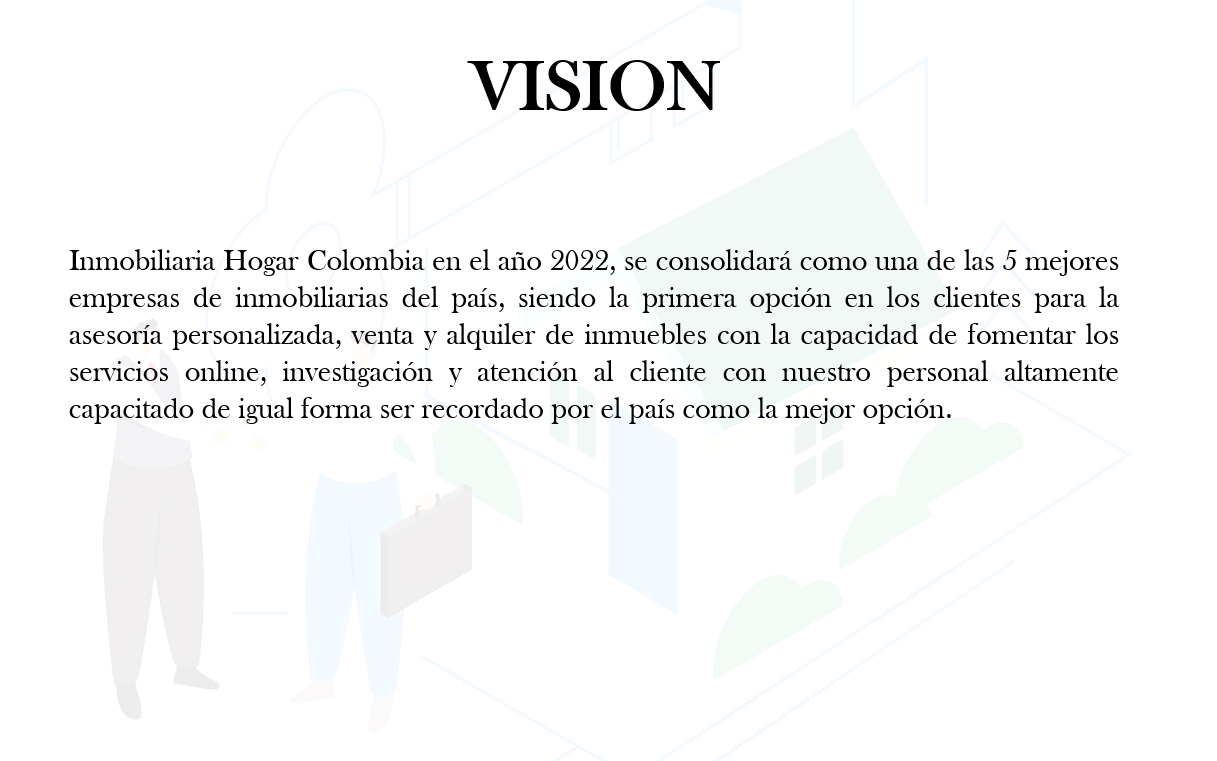 VISION
Inmobiliaria Hogar Colombia en el año 2022, se consolidará como una de las 5 mejores
empresas de inmobiliarias del país, siendo la primera opción en los clientes para la
asesoría personalizada, venta y alquiler de inmuebles con la capacidad de fomentar los
servicios online, investigación y atención al cliente con nuestro personal altamente
capacitado de igual forma ser recordado por el país como la mejor opción.